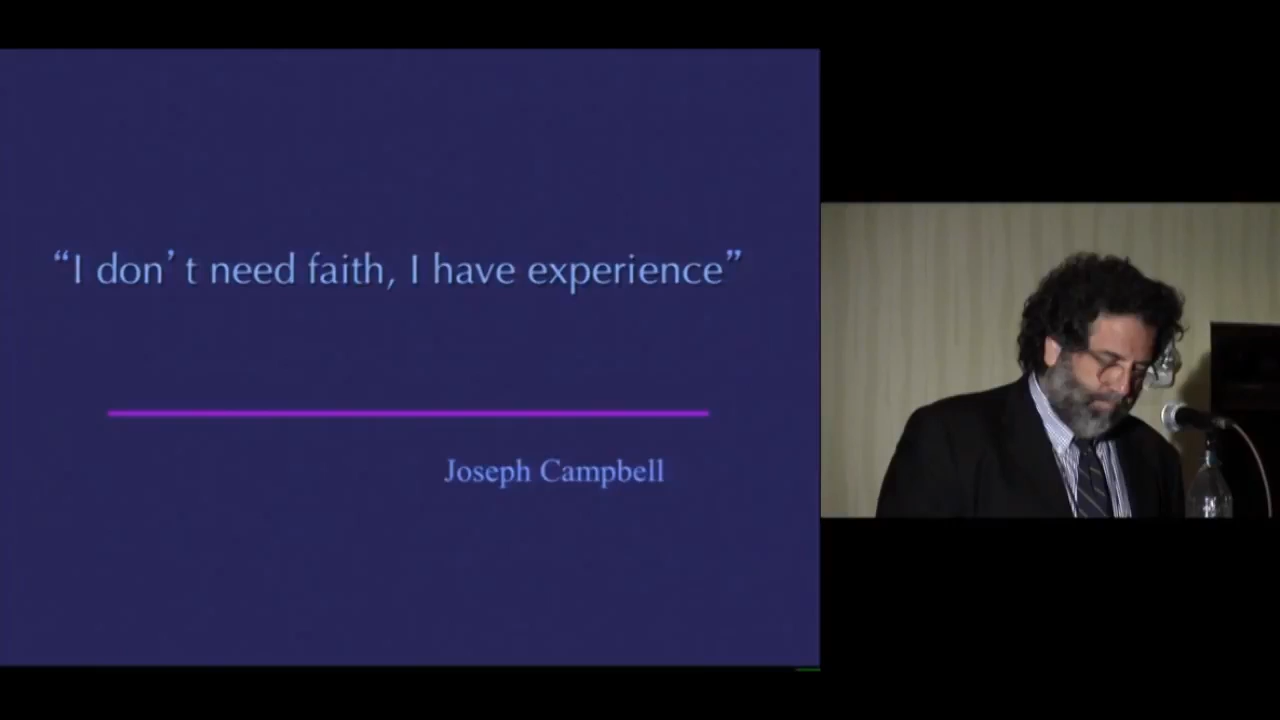 “I don’t need faith, I have experience”
Joseph Campbell